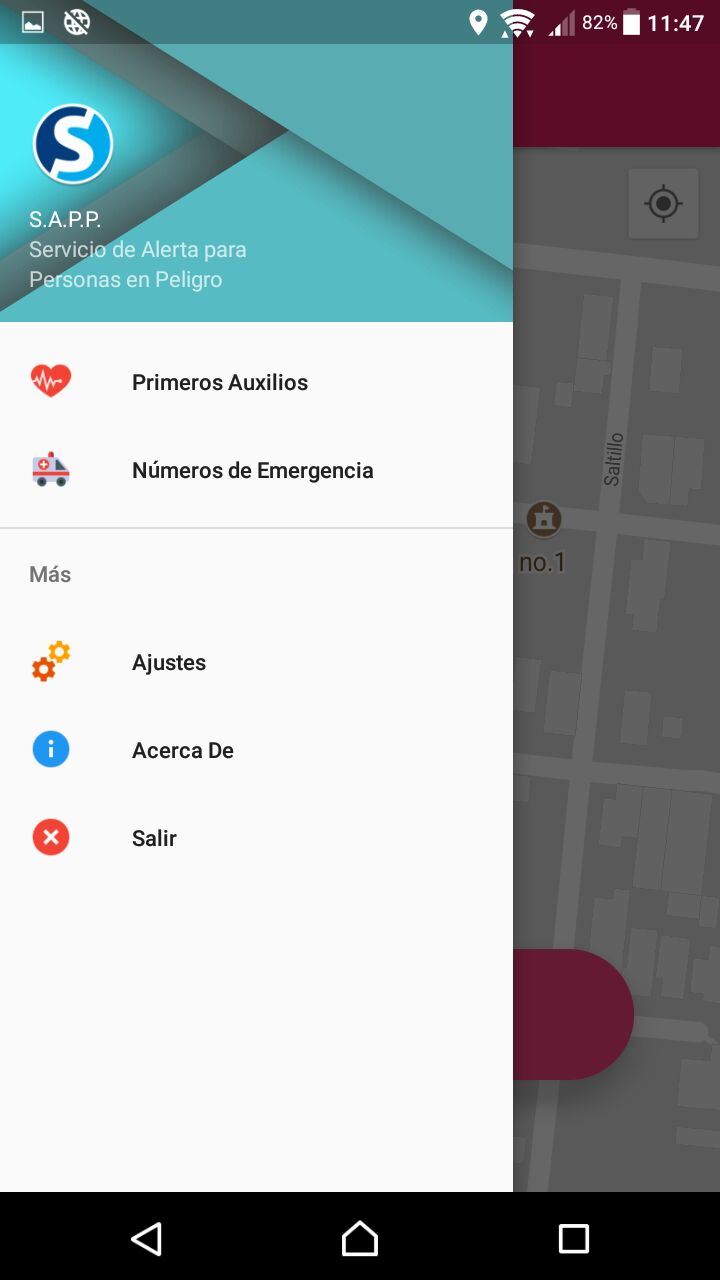 82% 11:47
S
S.A.P.P.
Servicio de Alerta para
Personas en Peligro
Primeros Auxilios
Números de Emergencia
Más
Ajustes
Acerca De
Salir
Saltillo
no.1